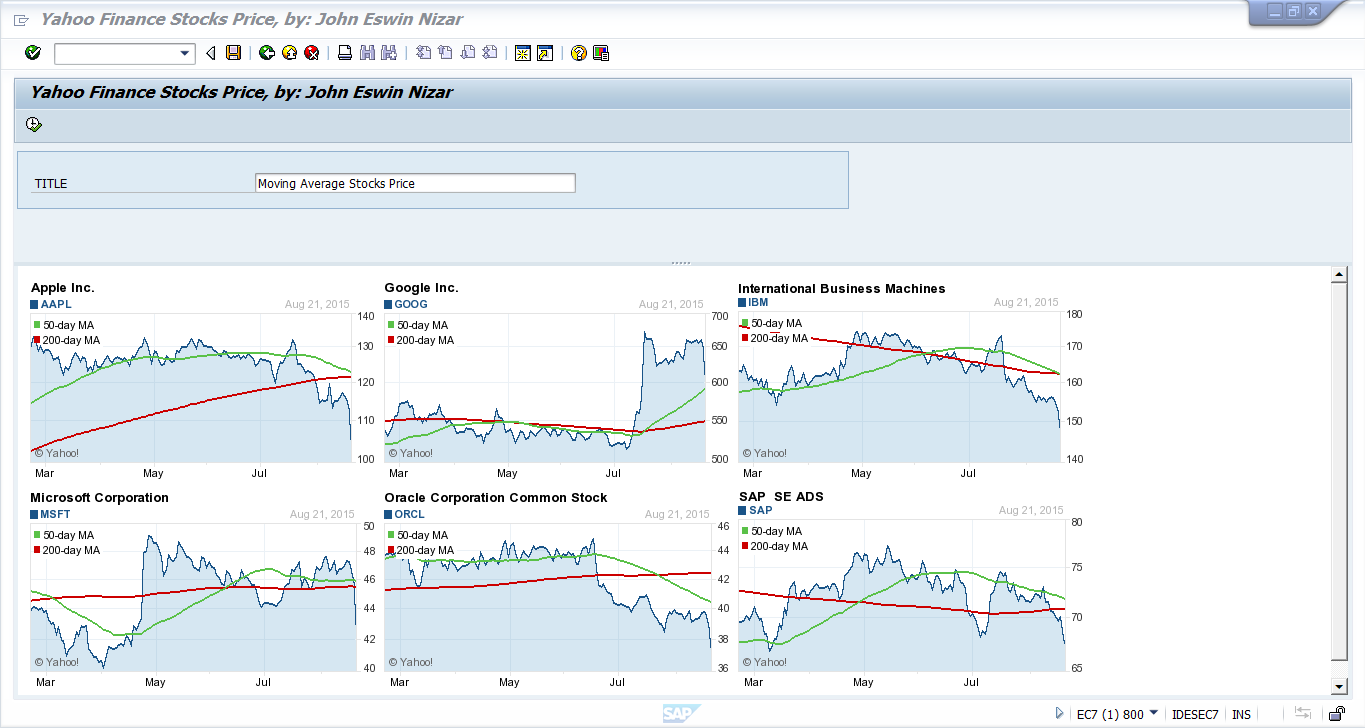 Yahoo Finance Stocks Price, by: John Eswin Nizar
Yahoo Finance Stocks Price, by: John Eswin Nizar
TITLE Moving Average Stocks Price
Apple Inc.
AAPL Aug 21, 2015
50-day MA
200-day MA
140
130
120
110
100
© Yahoo!
Mar May Jul
Google Inc.
GOOG Aug 21, 2015
50-day MA
200-day MA
700
650
600
550
500
© Yahoo!
Mar May Jul
International Business Machines
IBM Aug 21, 2015
50-day MA
200-day MA
180
170
160
150
140
© Yahoo!
Mar May Jul
Microsoft Corporation
MSFT Aug 21, 2015
50-day MA
200-day MA
50
48
46
44
42
40
© Yahoo!
Mar May Jul
Oracle Corporation Common Stock
ORCL Aug 21, 2015
50-day MA
200-day MA
46
44
42
40
38
36
© Yahoo!
Mar May Jul
SAP SE ADS
SAP Aug 21, 2015
50-day MA
200-day MA
80
75
70
65
© Yahoo!
Mar May Jul
SAP EC7 (1) 800 IDESEC7 INS